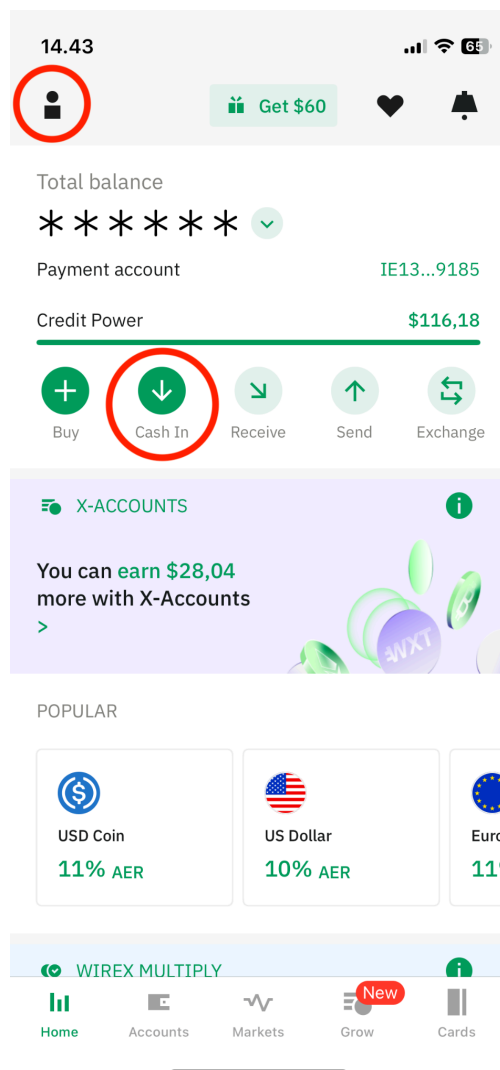 14.43
65
Get $60
Total balance
******
Payment account IE13...9185
Credit Power $116,18
Buy Cash In Receive Send Exchange
X-ACCOUNTS
You can earn $28,04
more with X-Accounts
>
WXT
POPULAR
USD Coin
11% AER
US Dollar
10% AER
Euro
11%
WIREX MULTIPLY
New
Home Accounts Markets Grow Cards